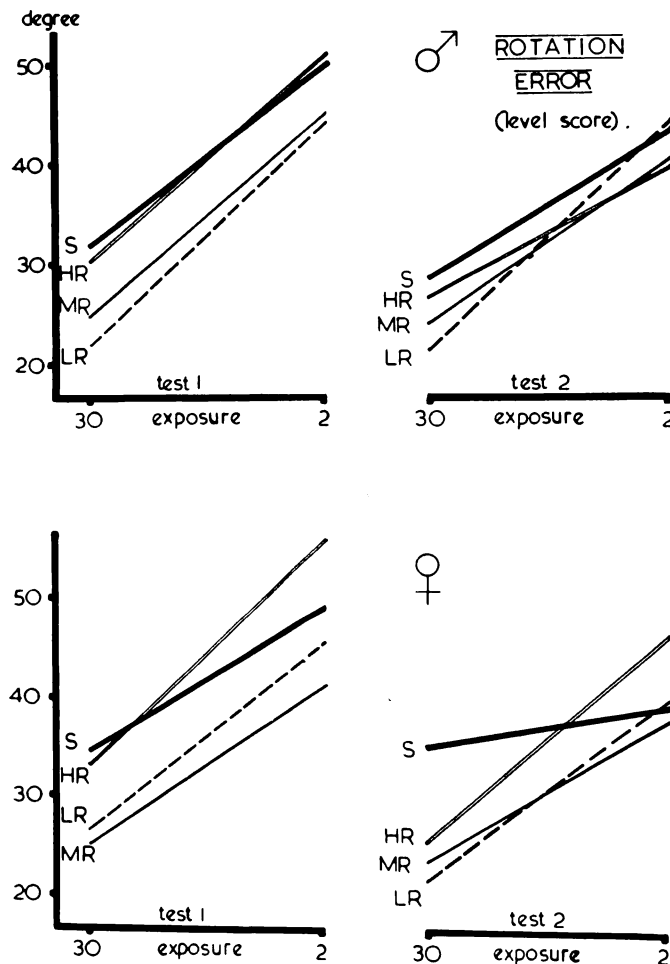 degree
50
40
30
20
S
HR
MR
LR
test 1
30
exposure
2
♂ ROTATION
ERROR
(level score).
S
HR
MR
LR
test 2
30
exposure
2
50
40
30
20
S
HR
LR
MR
test 1
30
exposure
2
♀
S
HR
MR
LR
test 2
30
exposure
2